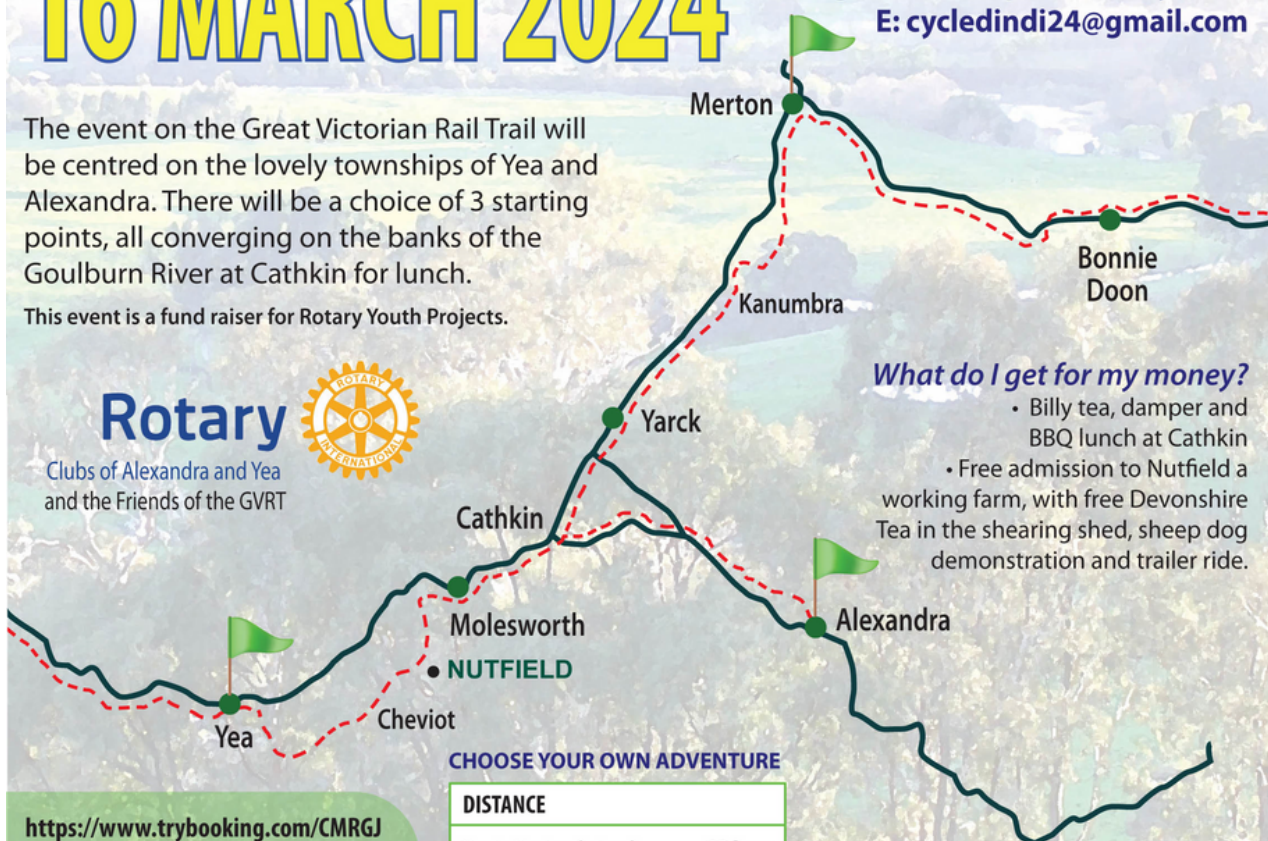 16 MARCH 2024
E: cycledindi24@gmail.com
The event on the Great Victorian Rail Trail will
be centred on the lovely townships of Yea and
Alexandra. There will be a choice of 3 starting
points, all converging on the banks of the
Goulburn River at Cathkin for lunch.
This event is a fund raiser for Rotary Youth Projects.
Rotary
ROTARY
INTERNATIONAL
Clubs of Alexandra and Yea
and the Friends of the GVRT
Merton
Bonnie
Doon
Kanumbra
Yarck
What do I get for my money?
• Billy tea, damper and
BBQ lunch at Cathkin
• Free admission to Nutfield a
working farm, with free Devonshire
Tea in the shearing shed, sheep dog
demonstration and trailer ride.
Cathkin
Molesworth
Alexandra
• NUTFIELD
Cheviot
Yea
CHOOSE YOUR OWN ADVENTURE
DISTANCE
https://www.trybooking.com/CMRGJ